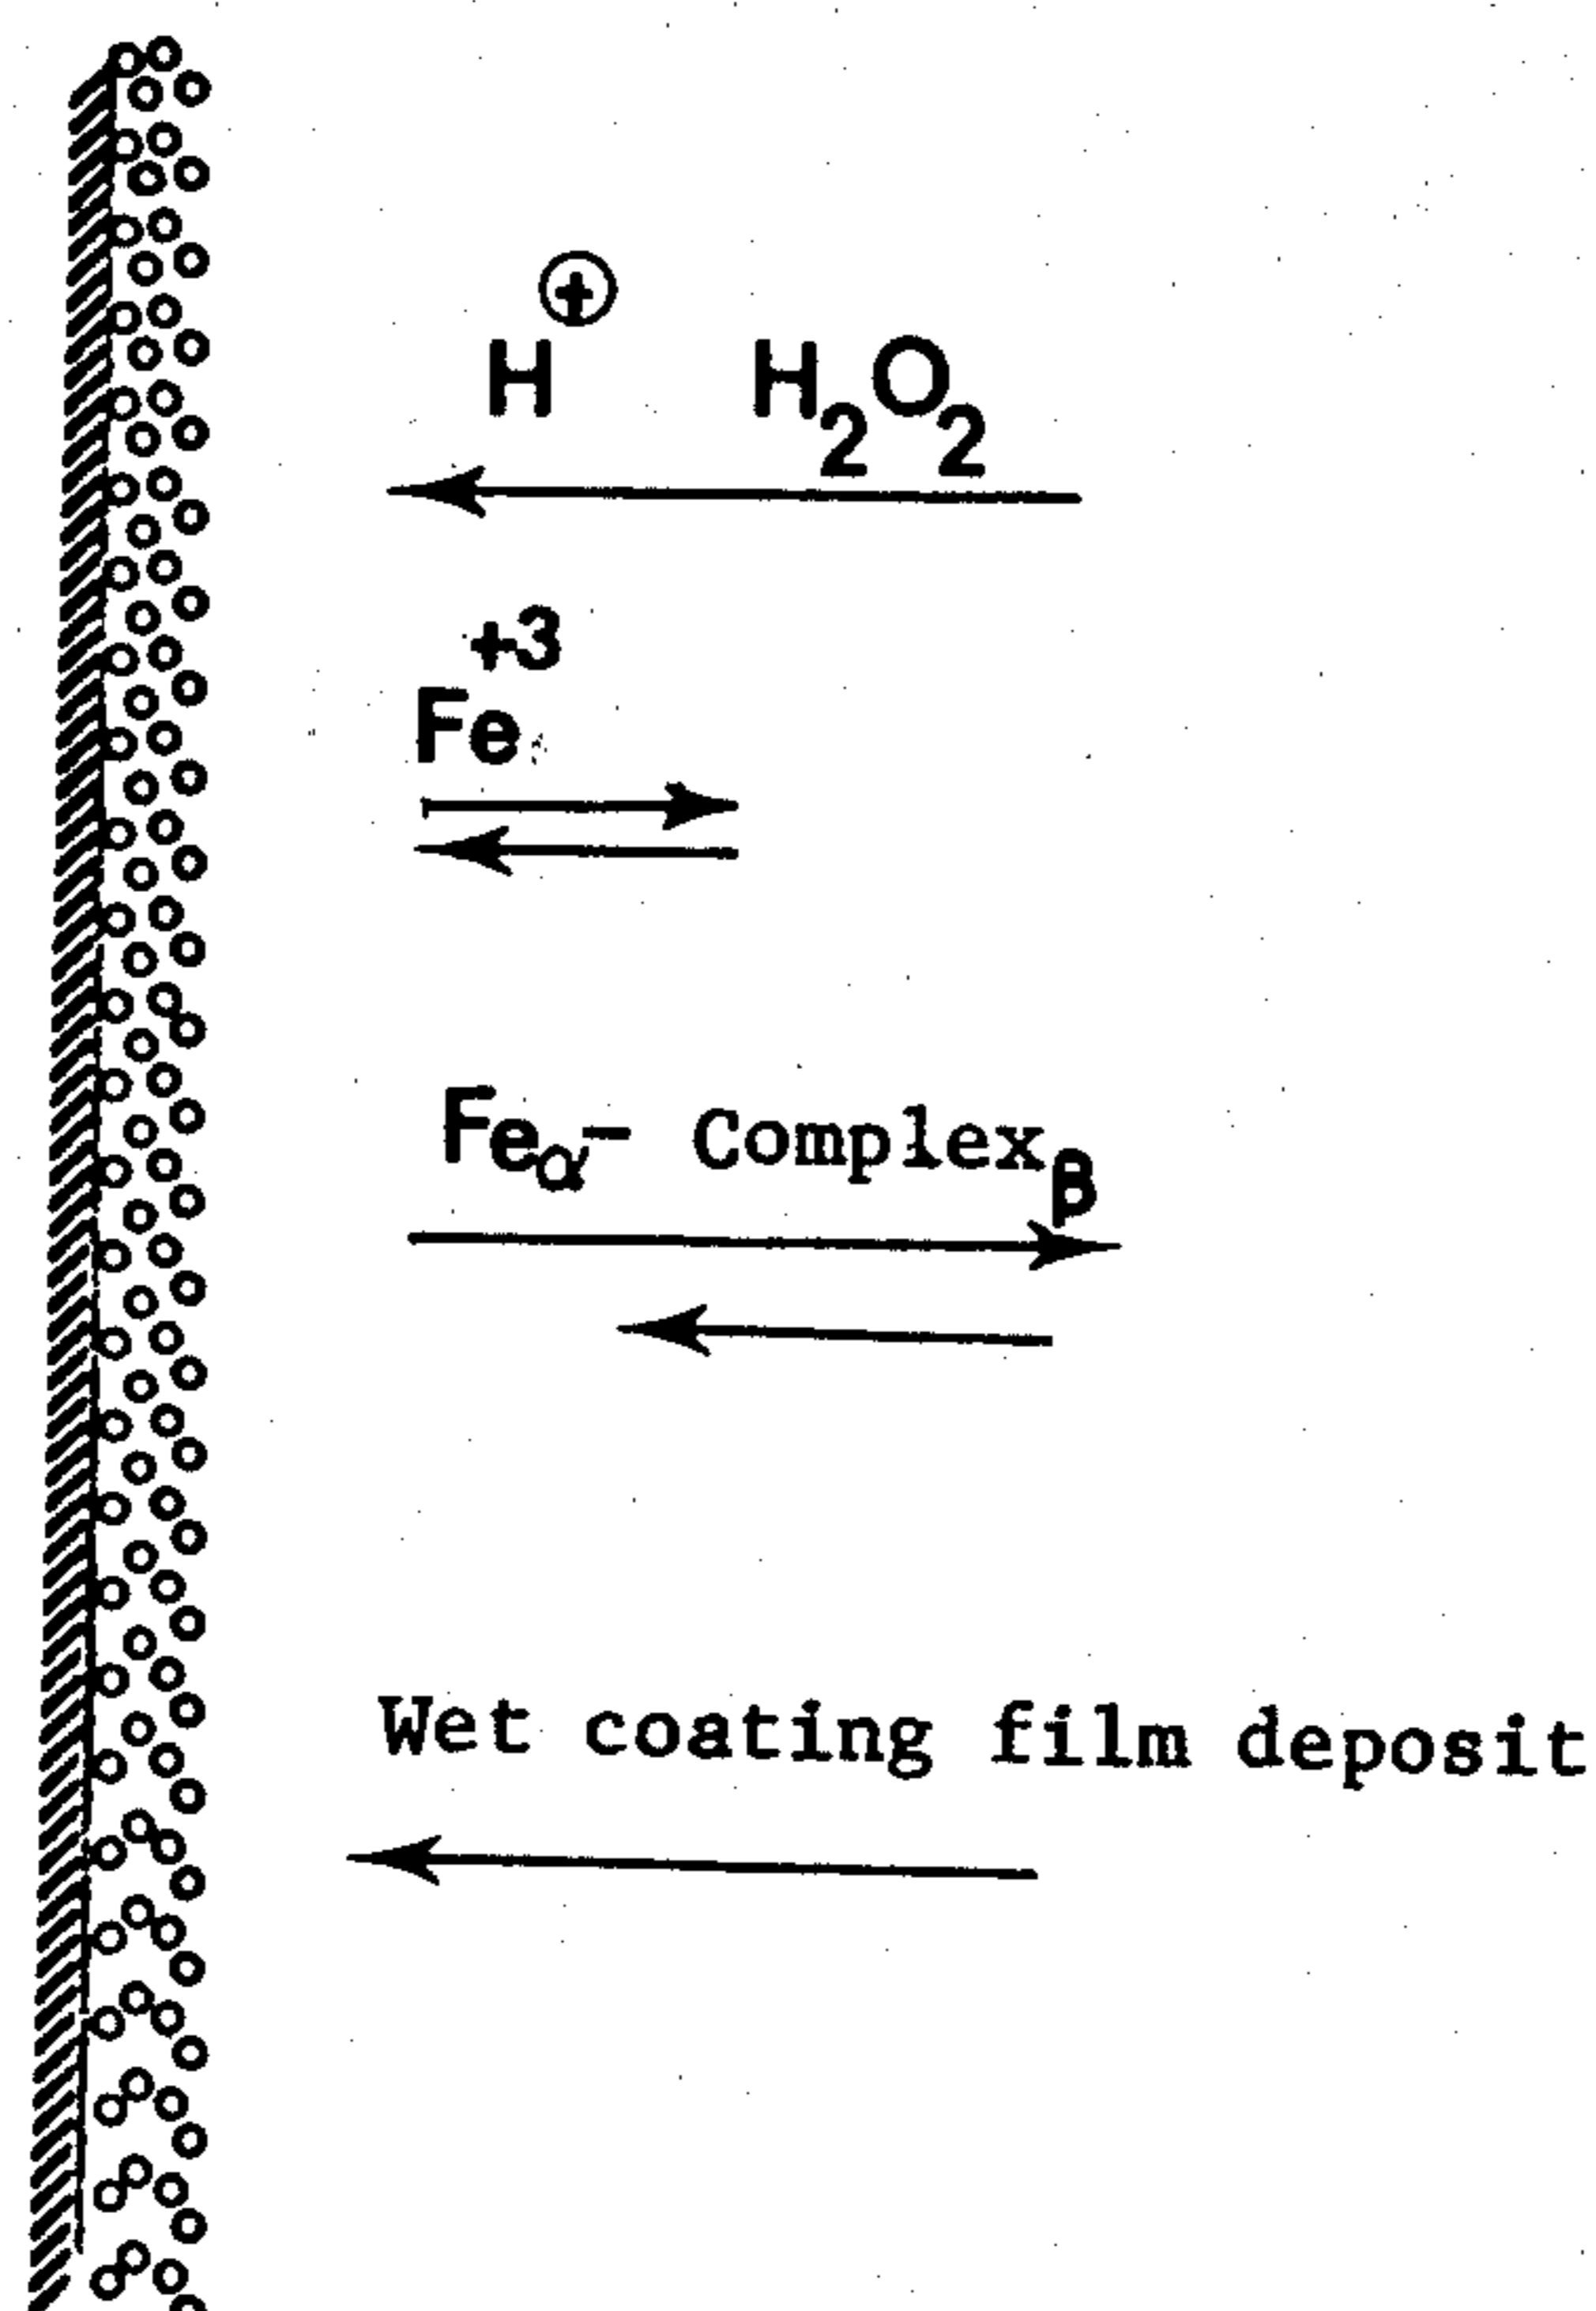 H⊕ H₂O₂
Fe+3
Feα- Complexβ
Wet coating film deposit